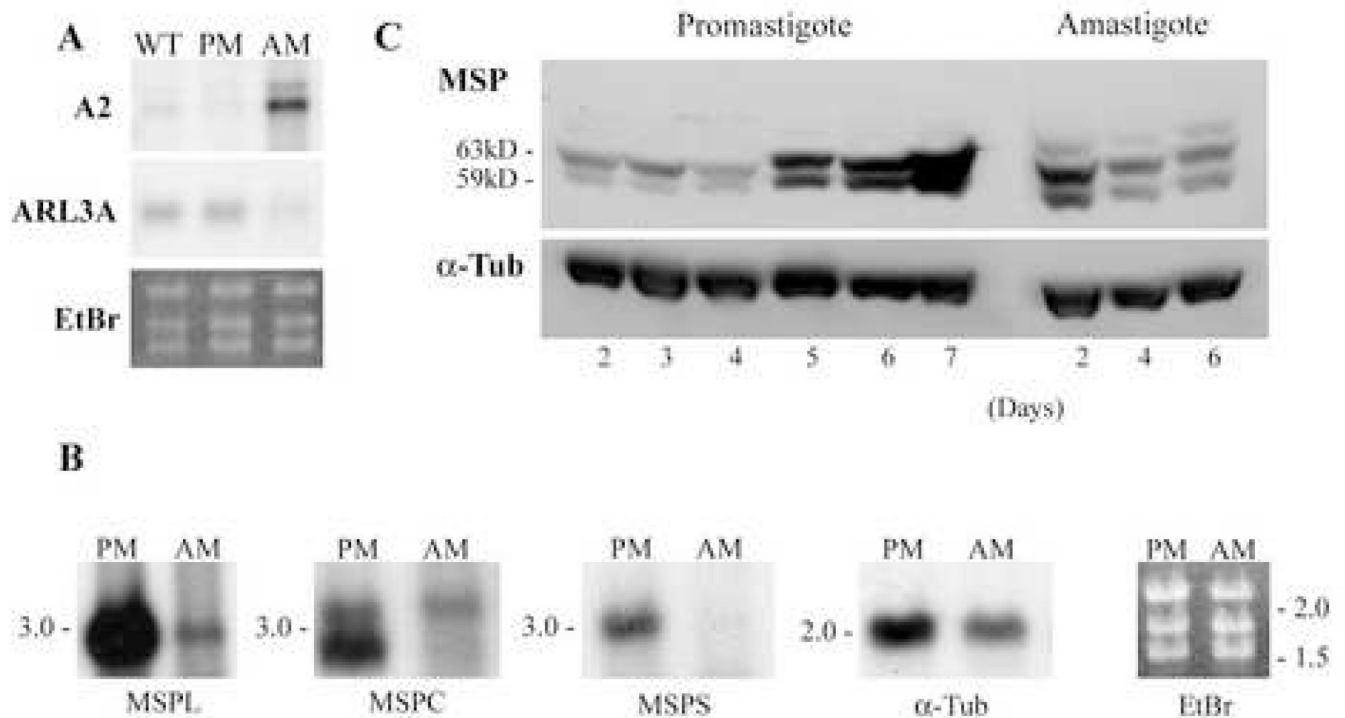 A
WT PM AM
A2
ARL3A
EtBr
C
Promastigote Amastigote
MSP
63kD -
59kD -
α-Tub
2 3 4 5 6 7 2 4 6
(Days)
B
PM AM PM AM PM AM PM AM PM AM
3.0 - 3.0 - 3.0 - 2.0 - - 2.0
- 1.5
MSPL MSPC MSPS α-Tub EtBr